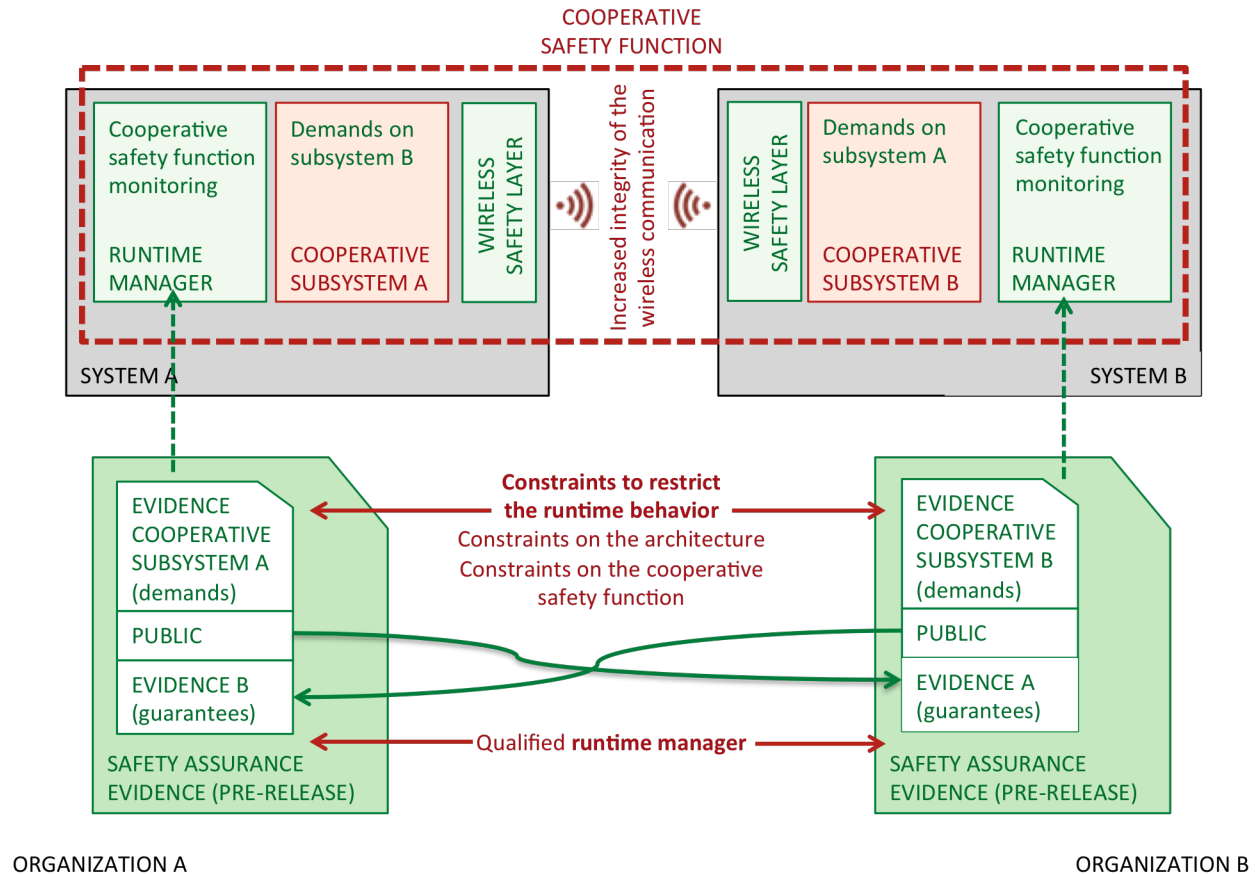 COOPERATIVE
SAFETY FUNCTION
Cooperative
safety function
monitoring
RUNTIME
MANAGER
Demands on
subsystem B
COOPERATIVE
SUBSYSTEM A
WIRELESS
SAFETY LAYER
Increased integrity of the
wireless communication
WIRELESS
SAFETY LAYER
Demands on
subsystem A
COOPERATIVE
SUBSYSTEM B
Cooperative
safety function
monitoring
RUNTIME
MANAGER
SYSTEM A
SYSTEM B
EVIDENCE
COOPERATIVE
SUBSYSTEM A
(demands)
PUBLIC
EVIDENCE B
(guarantees)
SAFETY ASSURANCE
EVIDENCE (PRE-RELEASE)
Constraints to restrict
the runtime behavior
Constraints on the architecture
Constraints on the cooperative
safety function
Qualified runtime manager
EVIDENCE
COOPERATIVE
SUBSYSTEM B
(demands)
PUBLIC
EVIDENCE A
(guarantees)
SAFETY ASSURANCE
EVIDENCE (PRE-RELEASE)
ORGANIZATION A
ORGANIZATION B